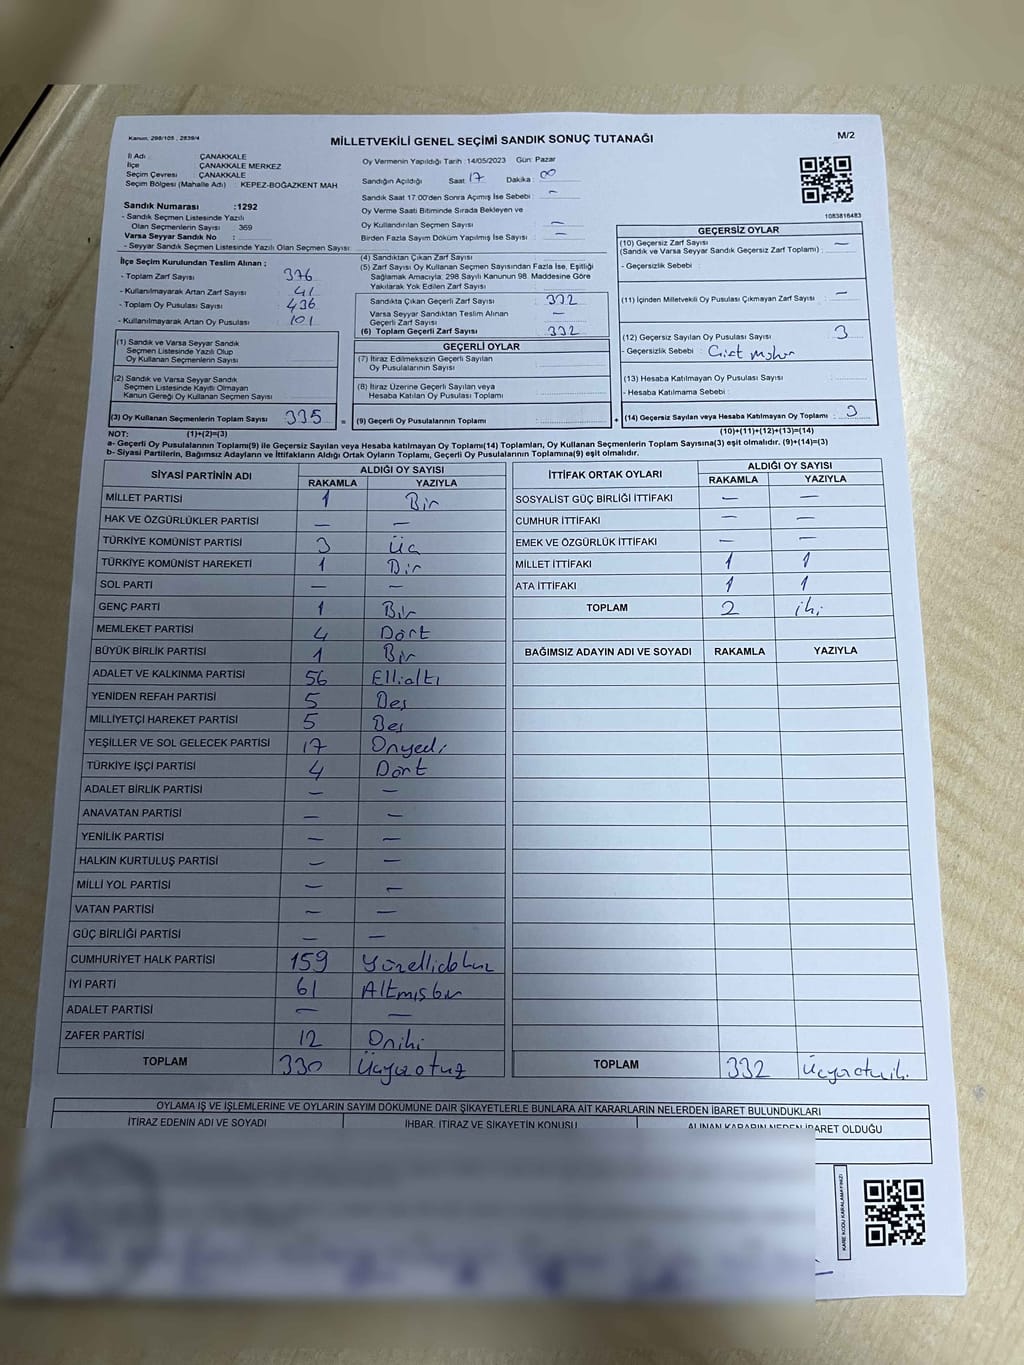 Kanun, 298/105 , 2839/4
MİLLETVEKİLİ GENEL SEÇİMİ SANDIK SONUÇ TUTANAĞI
M/2
İl Adı : ÇANAKKALE
İlçe : ÇANAKKALE MERKEZ
Seçim Çevresi : ÇANAKKALE
Seçim Bölgesi (Mahalle Adı) : KEPEZ-BOĞAZKENT MAH
Oy Vermenin Yapıldığı Tarih :14/05/2023 Gün: Pazar
Sandığın Açıldığı Saat: 17 Dakika : 00
Sandık Saat 17:00'den Sonra Açımış İse Sebebi : –
Oy Verme Saati Bitiminde Sırada Bekleyen ve
Oy Kullandırılan Seçmen Sayısı : –
Birden Fazla Sayım Döküm Yapılmış İse Sayısı : –
1083816483
Sandık Numarası :1292
- Sandık Seçmen Listesinde Yazılı
Olan Seçmenlerin Sayısı : 369
Varsa Seyyar Sandık No :
- Seyyar Sandık Seçmen Listesinde Yazılı Olan Seçmen Sayısı:
İlçe Seçim Kurulundan Teslim Alınan ;
- Toplam Zarf Sayısı : 376
- Kullanılmayarak Artan Zarf Sayısı : 41
- Toplam Oy Pusulası Sayısı : 436
- Kullanılmayarak Artan Oy Pusulası : 101
(4) Sandıktan Çıkan Zarf Sayısı :
(5) Zarf Sayısı Oy Kullanan Seçmen Sayısından Fazla İse, Eşitliği
Sağlamak Amacıyla, 298 Sayılı Kanunun 98. Maddesine Göre
Yakılarak Yok Edilen Zarf Sayısı :
Sandıkta Çıkan Geçerli Zarf Sayısı : 332
Varsa Seyyar Sandıktan Teslim Alınan
Geçerli Zarf Sayısı : –
(6) Toplam Geçerli Zarf Sayısı : 332
GEÇERSİZ OYLAR
(10) Geçersiz Zarf Sayısı
(Sandık ve Varsa Seyyar Sandık Geçersiz Zarf Toplamı) : –
- Geçersizlik Sebebi :
(11) İçinden Milletvekili Oy Pusulası Çıkmayan Zarf Sayısı : –
(12) Geçersiz Sayılan Oy Pusulası Sayısı : 3
- Geçersizlik Sebebi :
(13) Hesaba Katılmayan Oy Pusulası Sayısı :
- Hesaba Katılmama Sebebi :
(14) Geçersiz Sayılan veya Hesaba Katılmayan Oy Toplamı : 3
(10)+(11)+(12)+(13)=(14)
(1) Sandık ve Varsa Seyyar Sandık
Seçmen Listesinde Yazılı Olup
Oy Kullanan Seçmenlerin Sayısı :
(2) Sandık ve Varsa Seyyar Sandık
Seçmen Listesinde Kayıtlı Olmayan
Kanun Gereği Oy Kullanan Seçmen Sayısı :
(3) Oy Kullanan Seçmenlerin Toplam Sayısı : 335 =
GEÇERLİ OYLAR
(7) İtiraz Edilmeksizin Geçerli Sayılan
Oy Pusulalarının Sayısı :
(8) İtiraz Üzerine Geçerli Sayılan veya
Hesaba Katılan Oy Pusulası Toplamı :
(9) Geçerli Oy Pusulalarının Toplamı : +
NOT: (1)+(2)=(3)
a- Geçerli Oy Pusulalarının Toplamı(9) ile Geçersiz Sayılan veya Hesaba katılmayan Oy Toplamı(14) Toplamları, Oy Kullanan Seçmenlerin Toplam Sayısına(3) eşit olmalıdır. (9)+(14)=(3)
b- Siyasi Partilerin, Bağımsız Adayların ve İttifakların Aldığı Ortak Oyların Toplamı, Geçerli Oy Pusulalarının Toplamına(9) eşit olmalıdır.
SİYASİ PARTİNİN ADI ALDIĞI OY SAYISI
RAKAMLA YAZIYLA
MİLLET PARTİSİ 1 Bir
HAK VE ÖZGÜRLÜKLER PARTİSİ – –
TÜRKİYE KOMÜNİST PARTİSİ 3 Üç
TÜRKİYE KOMÜNİST HAREKETİ 1 Bir
SOL PARTİ – –
GENÇ PARTİ 1 Bir
MEMLEKET PARTİSİ 4 Dört
BÜYÜK BİRLİK PARTİSİ 1 Bir
ADALET VE KALKINMA PARTİSİ 56 Ellialtı
YENİDEN REFAH PARTİSİ 5 Beş
MİLLİYETÇİ HAREKET PARTİSİ 5 Beş
YEŞİLLER VE SOL GELECEK PARTİSİ 17 Onyedi
TÜRKİYE İŞÇİ PARTİSİ 4 Dört
ADALET BİRLİK PARTİSİ – –
ANAVATAN PARTİSİ – –
YENİLİK PARTİSİ – –
HALKIN KURTULUŞ PARTİSİ – –
MİLLİ YOL PARTİSİ – –
VATAN PARTİSİ – –
GÜÇ BİRLİĞİ PARTİSİ – –
CUMHURİYET HALK PARTİSİ 159 Yüzellidokuz
İYİ PARTİ 61 Altmışbir
ADALET PARTİSİ – –
ZAFER PARTİSİ 12 Oniki
TOPLAM 330 Üçyüzotuz
İTTİFAK ORTAK OYLARI ALDIĞI OY SAYISI
RAKAMLA YAZIYLA
SOSYALİST GÜÇ BİRLİĞİ İTTİFAKI – –
CUMHUR İTTİFAKI – –
EMEK VE ÖZGÜRLÜK İTTİFAKI – –
MİLLET İTTİFAKI 1 1
ATA İTTİFAKI 1 1
TOPLAM 2 iki
BAĞIMSIZ ADAYIN ADI VE SOYADI RAKAMLA YAZIYLA
TOPLAM 332 Üçyüzotuziki
OYLAMA İŞ VE İŞLEMLERİNE VE OYLARIN SAYIM DÖKÜMÜNE DAİR ŞİKAYETLERLE BUNLARA AİT KARARLARIN NELERDEN İBARET BULUNDUKLARI
İTİRAZ EDENİN ADI VE SOYADI İHBAR, İTİRAZ VE ŞİKAYETİN KONUSU ALINAN KARARIN NEDEN İBARET OLDUĞU
KARE KODU KARALAMAYINIZ!